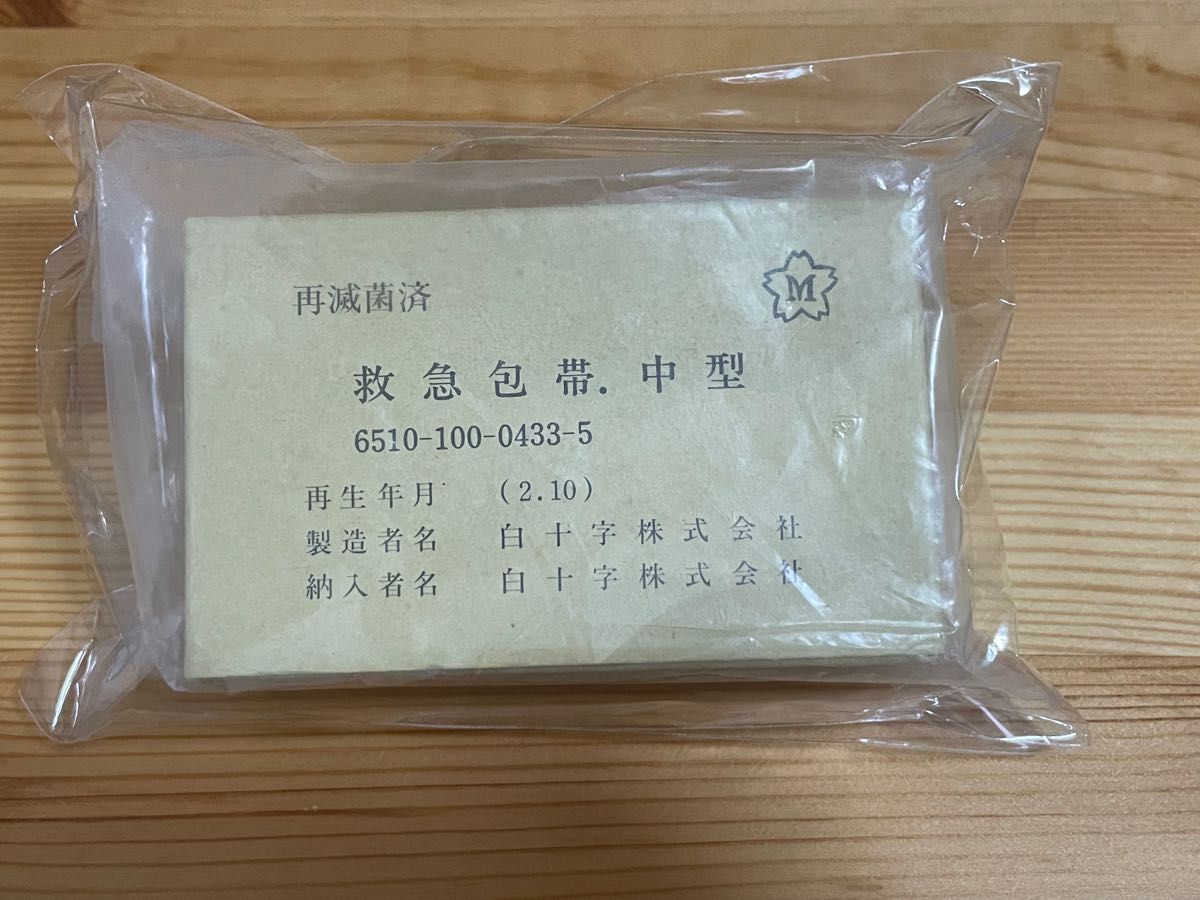 再滅菌済
M
救急包帯.中型
6510-100-0433-5
再生年月 (2.10)
製造者名 白十字株式会社
納入者名 白十字株式会社